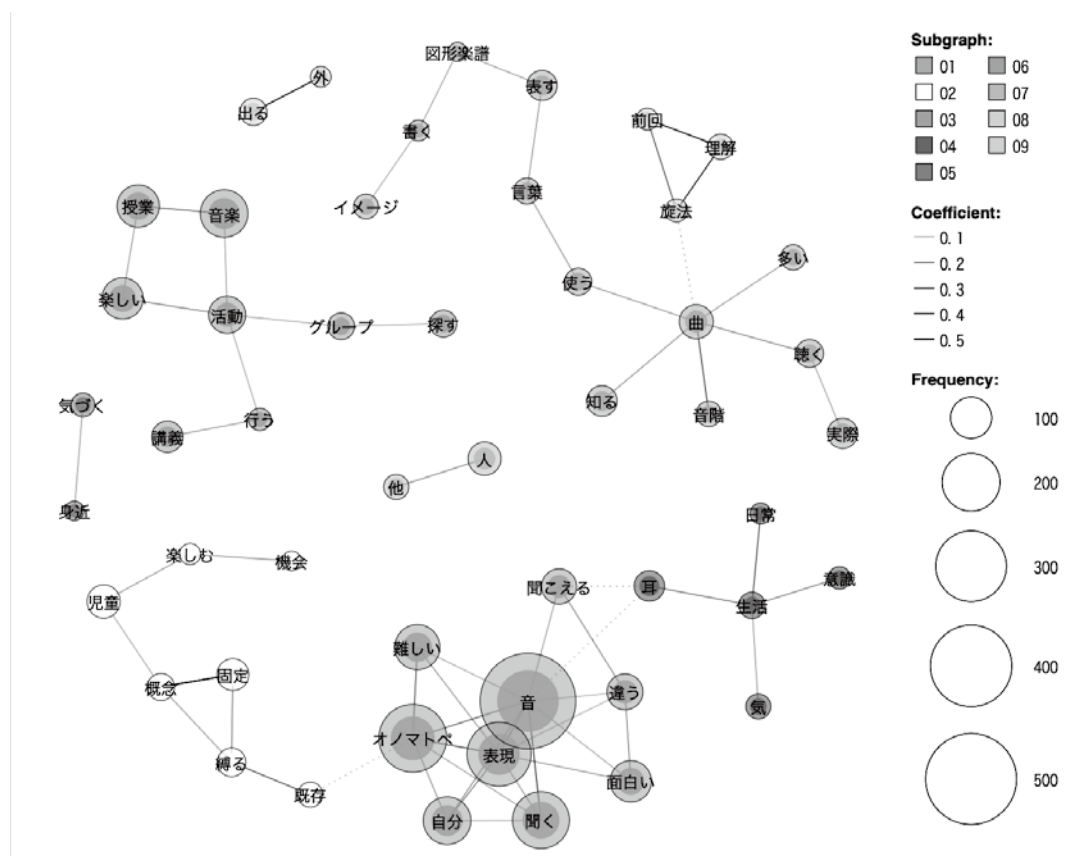 図形楽譜
外
出る
表す
書く
前回
理解
言葉
イメージ
授業
音楽
旋法
多い
使う
楽しい
活動
グループ
探す
曲
聴く
気づく
講義
行う
知る
音階
実際
人
他
身近
日常
楽しむ
機会
聞こえる
耳
意識
生活
児童
難しい
固定
概念
音
違う
気
オノマトペ
表現
縛る
既存
面白い
自分
聞く
Subgraph:
01 06
02 07
03 08
04 09
05
Coefficient:
0.1
0.2
0.3
0.4
0.5
Frequency:
100
200
300
400
500